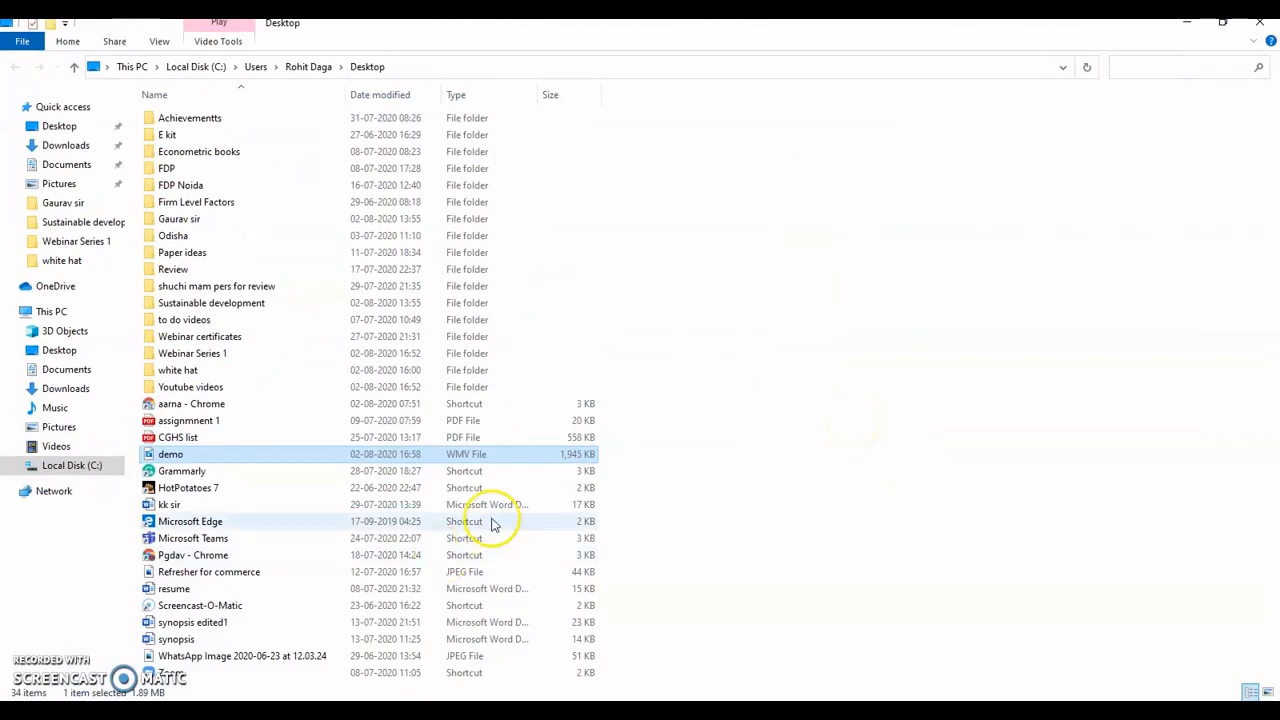 Play
Desktop
File Home Share View Video Tools
This PC Local Disk (C:) Users Rohit Daga Desktop
Name Date modified Type Size
Quick access
Desktop
Downloads
Documents
Pictures
Gaurav sir
Sustainable develop
Webinar Series 1
white hat
OneDrive
This PC
3D Objects
Desktop
Documents
Downloads
Music
Pictures
Videos
Local Disk (C:)
Network
Achievementts 31-07-2020 08:26 File folder
E kit 27-06-2020 16:29 File folder
Econometric books 08-07-2020 08:23 File folder
FDP 08-07-2020 17:28 File folder
FDP Noida 16-07-2020 12:40 File folder
Firm Level Factors 29-06-2020 08:18 File folder
Gaurav sir 02-08-2020 13:55 File folder
Odisha 03-07-2020 11:10 File folder
Paper ideas 11-07-2020 18:34 File folder
Review 17-07-2020 22:37 File folder
shuchi mam pers for review 29-07-2020 21:35 File folder
Sustainable development 02-08-2020 13:55 File folder
to do videos 07-07-2020 10:49 File folder
Webinar certificates 27-07-2020 21:31 File folder
Webinar Series 1 02-08-2020 16:52 File folder
white hat 02-08-2020 16:00 File folder
Youtube videos 02-08-2020 16:52 File folder
aarna - Chrome 02-08-2020 07:51 Shortcut 3 KB
assignmnent 1 09-07-2020 07:59 PDF File 20 KB
CGHS list 25-07-2020 13:17 PDF File 558 KB
demo 02-08-2020 16:58 WMV File 1,945 KB
Grammarly 28-07-2020 18:27 Shortcut 3 KB
HotPotatoes 7 22-06-2020 22:47 Shortcut 2 KB
kk sir 29-07-2020 13:39 Microsoft Word D... 17 KB
Microsoft Edge 17-09-2019 04:25 Shortcut 2 KB
Microsoft Teams 24-07-2020 22:07 Shortcut 3 KB
Pgdav - Chrome 18-07-2020 14:24 Shortcut 3 KB
Refresher for commerce 12-07-2020 16:57 JPEG File 44 KB
resume 08-07-2020 21:32 Microsoft Word D... 15 KB
Screencast-O-Matic 23-06-2020 16:22 Shortcut 2 KB
synopsis edited1 13-07-2020 21:51 Microsoft Word D... 23 KB
synopsis 13-07-2020 11:25 Microsoft Word D... 14 KB
WhatsApp Image 2020-06-23 at 12.03.24 29-06-2020 13:54 JPEG File 51 KB
Zoom 08-07-2020 11:05 Shortcut 2 KB
RECORDED WITH
SCREENCAST MATIC
34 items 1 item selected 1.89 MB